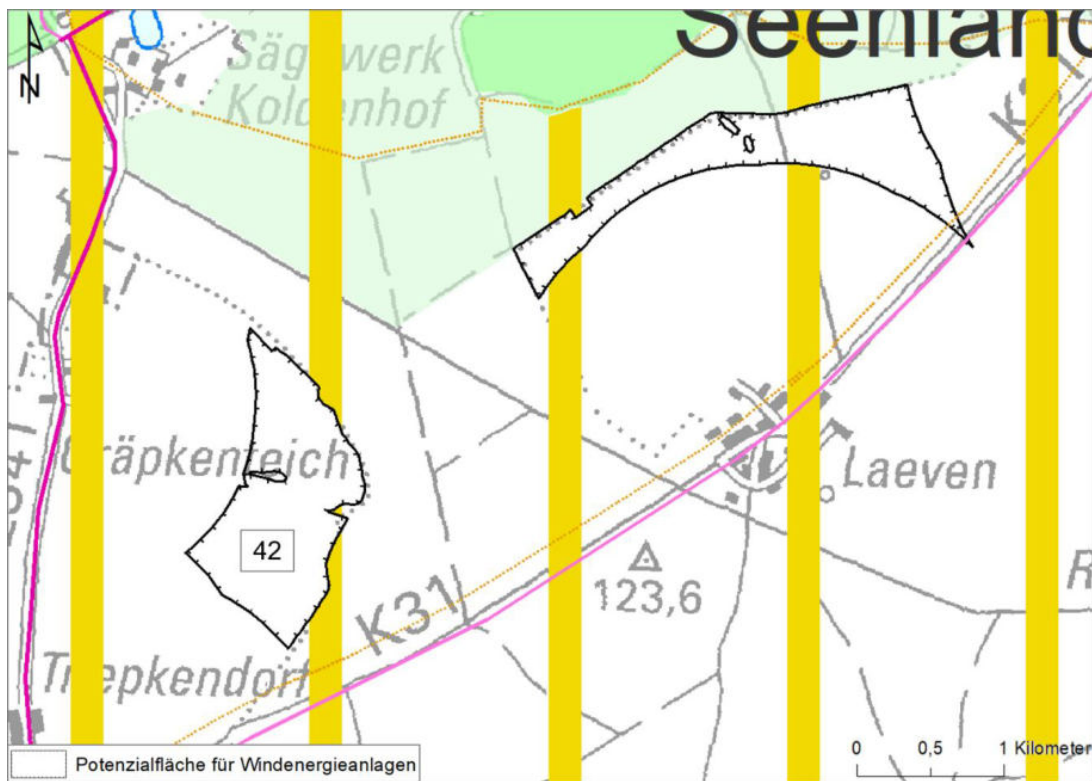 Seenland
Sägewerk
Koldenhof
N
Gräpkenteich
Laeven
42
123,6
K31
Triepkendorf
0 0,5 1 Kilometer
Potenzialfläche für Windenergieanlagen